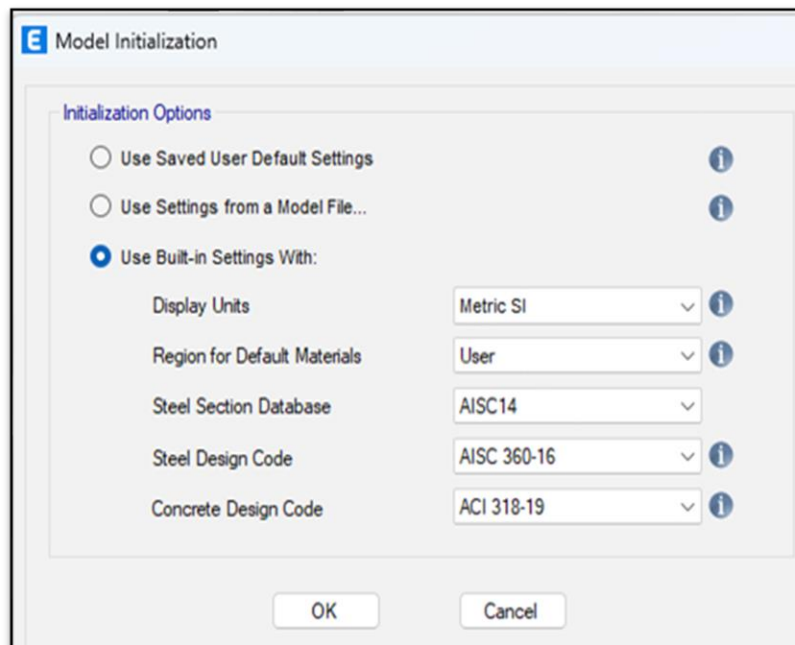 E Model Initialization
Initialization Options
Use Saved User Default Settings
Use Settings from a Model File...
Use Built-in Settings With:
Display Units Metric SI
Region for Default Materials User
Steel Section Database AISC14
Steel Design Code AISC 360-16
Concrete Design Code ACI 318-19
OK Cancel